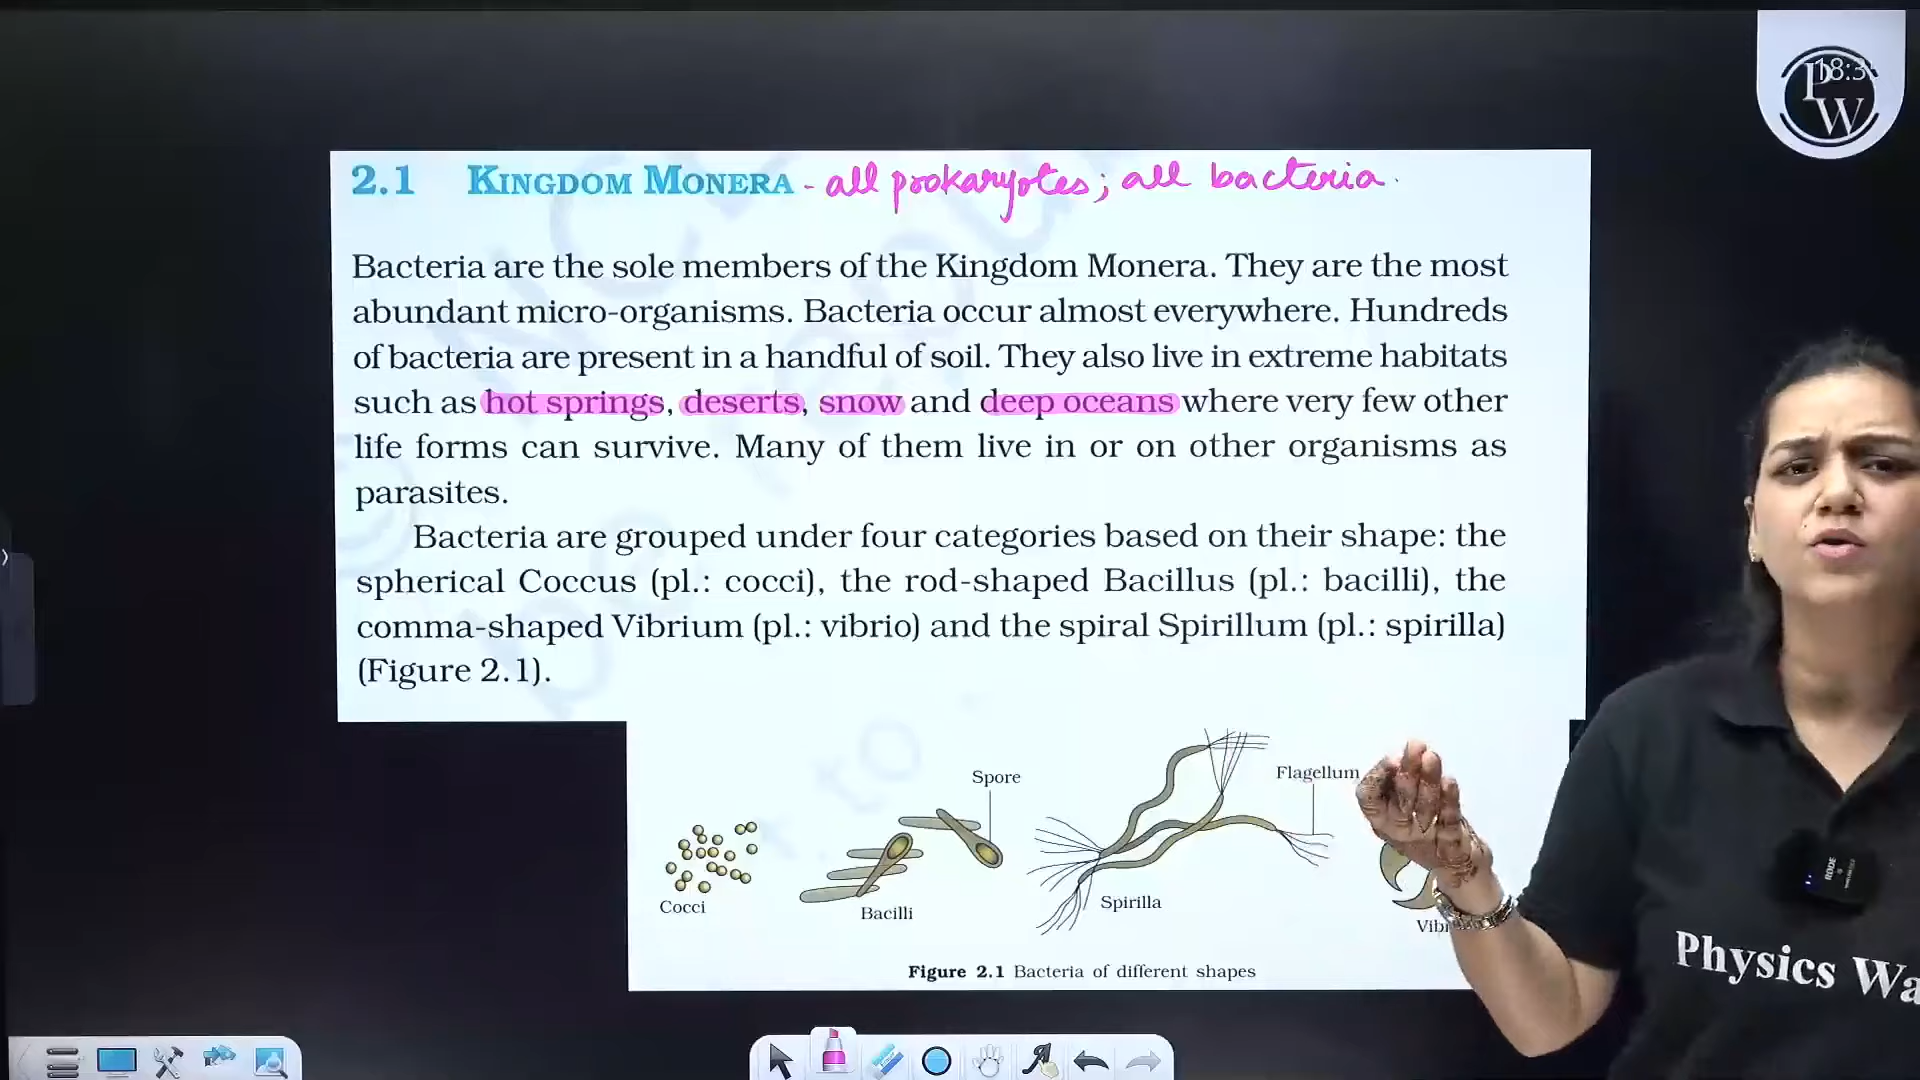 18:3
PW
2.1 KINGDOM MONERA - all prokaryotes; all bacteria.
Bacteria are the sole members of the Kingdom Monera. They are the most
abundant micro-organisms. Bacteria occur almost everywhere. Hundreds
of bacteria are present in a handful of soil. They also live in extreme habitats
such as hot springs, deserts, snow and deep oceans where very few other
life forms can survive. Many of them live in or on other organisms as
parasites.
Bacteria are grouped under four categories based on their shape: the
spherical Coccus (pl.: cocci), the rod-shaped Bacillus (pl.: bacilli), the
comma-shaped Vibrium (pl.: vibrio) and the spiral Spirillum (pl.: spirilla)
(Figure 2.1).
Spore
Flagellum
Cocci
Bacilli
Spirilla
Vib
Figure 2.1 Bacteria of different shapes
RODE
Physics Wa